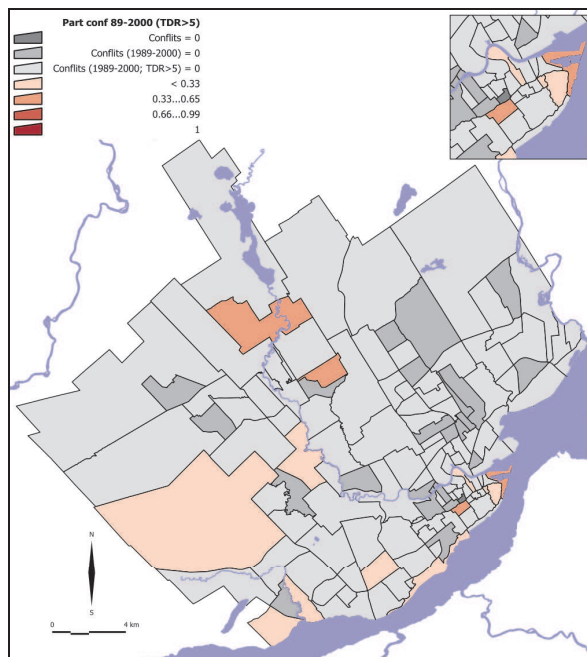 Part conf 89-2000 (TDR>5)
Conflits = 0
Conflits (1989-2000) = 0
Conflits (1989-2000; TDR>5) = 0
< 0.33
0.33...0.65
0.66...0.99
1
N
S
0 4 km